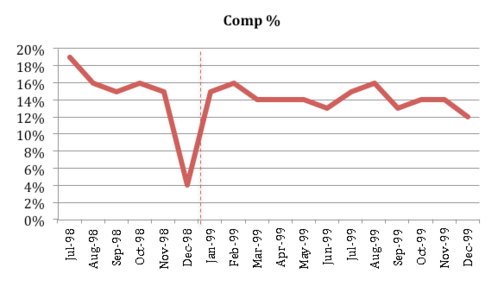 Comp %
20%
18%
16%
14%
12%
10%
8%
6%
4%
2%
0%
Jul-98
Aug-98
Sep-98
Oct-98
Nov-98
Dec-98
Jan-99
Feb-99
Mar-99
Apr-99
May-99
Jun-99
Jul-99
Aug-99
Sep-99
Oct-99
Nov-99
Dec-99